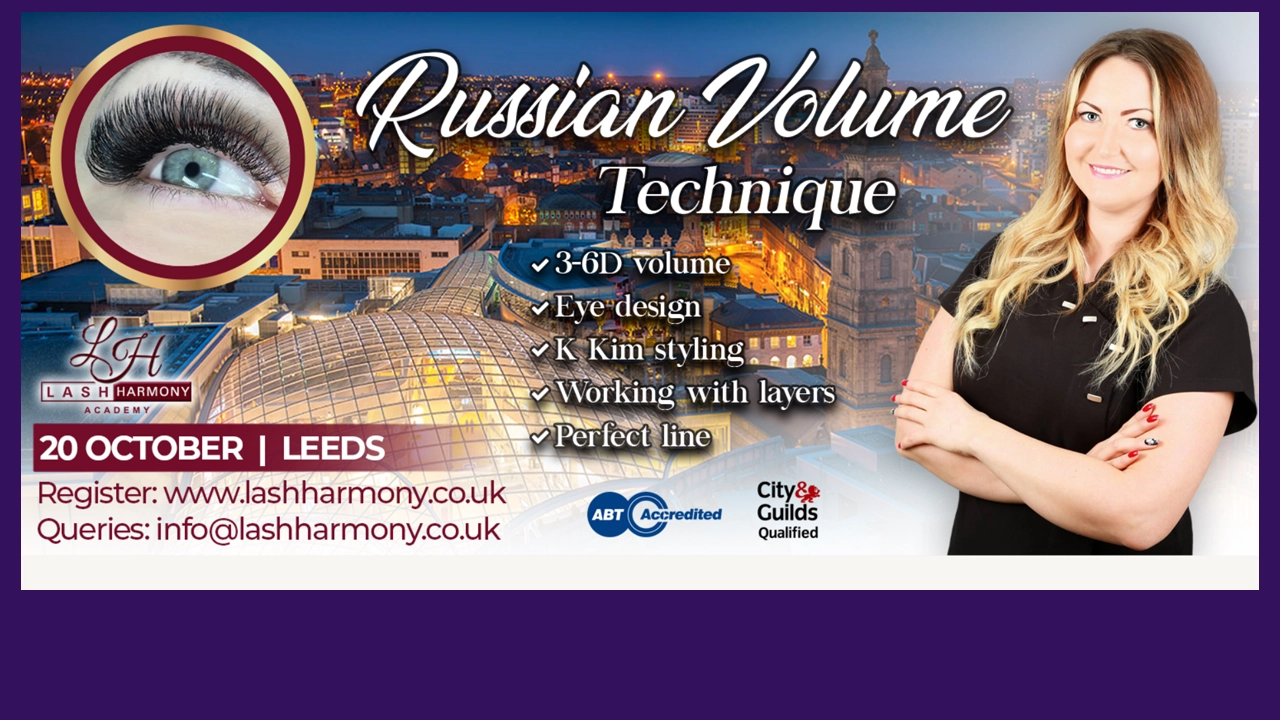 Russian Volume
Technique
3-6D volume
Eye design
K Kim styling
Working with layers
Perfect line
LH
LASH HARMONY
ACADEMY
20 OCTOBER | LEEDS
Register: www.lashharmony.co.uk
Queries: info@lashharmony.co.uk
ABT Accredited
City&
Guilds
Qualified